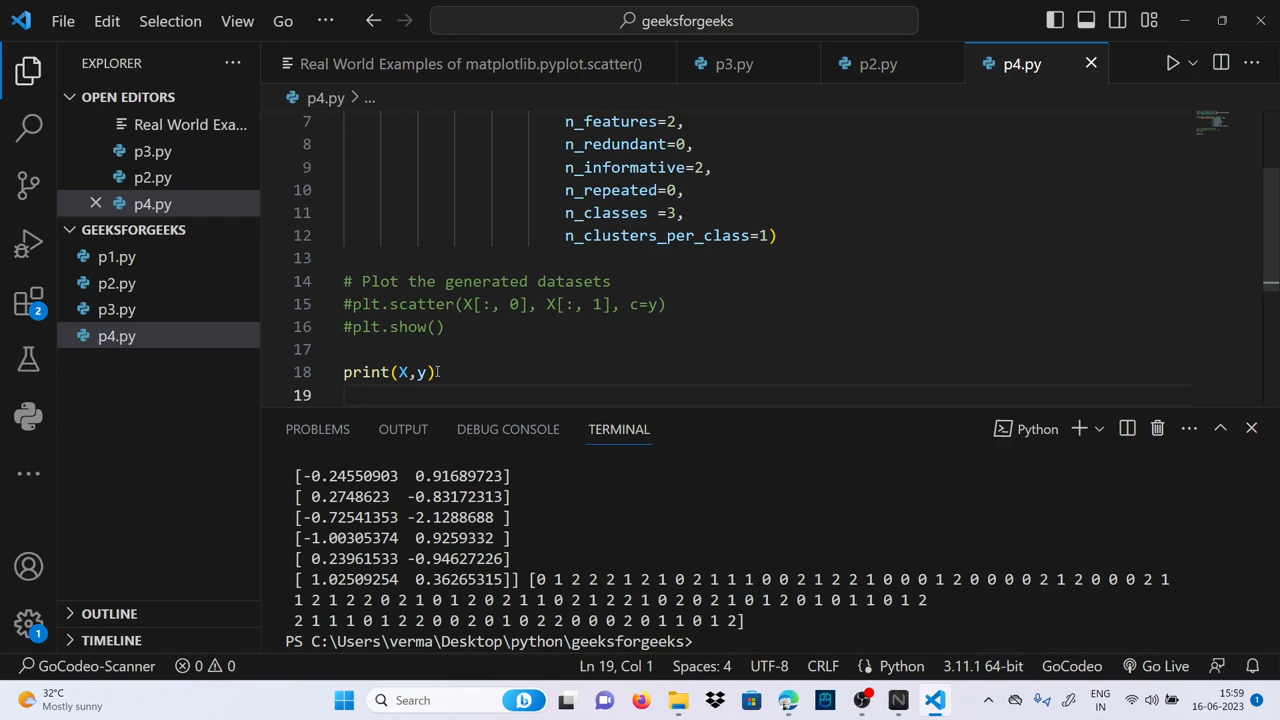 File Edit Selection View Go ··· geeksforgeeks
EXPLORER ···
Real World Examples of matplotlib.pyplot.scatter() p3.py p2.py p4.py
OPEN EDITORS
p4.py > ...
Real World Exa...
p3.py
p2.py
p4.py
GEEKSFORGEEKS
p1.py
p2.py
p3.py
p4.py
7 n_features=2,
8 n_redundant=0,
9 n_informative=2,
10 n_repeated=0,
11 n_classes =3,
12 n_clusters_per_class=1)
13
14 # Plot the generated datasets
15 #plt.scatter(X[:, 0], X[:, 1], c=y)
16 #plt.show()
17
18 print(X,y)
19
PROBLEMS OUTPUT DEBUG CONSOLE TERMINAL Python
[-0.24550903 0.91689723]
[ 0.2748623 -0.83172313]
[-0.72541353 -2.1288688 ]
[-1.00305374 0.9259332 ]
[ 0.23961533 -0.94627226]
[ 1.02509254 0.36265315]] [0 1 2 2 2 1 2 1 0 2 1 1 1 0 0 2 1 2 2 1 0 0 0 1 2 0 0 0 0 2 1 2 0 0 0 2 1
1 2 1 2 2 0 2 1 0 1 2 0 2 1 1 0 2 1 2 2 1 0 2 0 2 1 0 1 2 0 1 0 1 1 0 1 2
2 1 1 1 0 1 2 2 0 0 2 0 1 0 2 2 0 0 0 2 0 1 1 0 1 2]
PS C:\Users\verma\Desktop\python\geeksforgeeks>
2
1
OUTLINE
TIMELINE
GoCodeo-Scanner 0 0 Ln 19, Col 1 Spaces: 4 UTF-8 CRLF Python 3.11.1 64-bit GoCodeo Go Live
32°C
Mostly sunny
Search
ENG
IN
15:59
16-06-2023
1